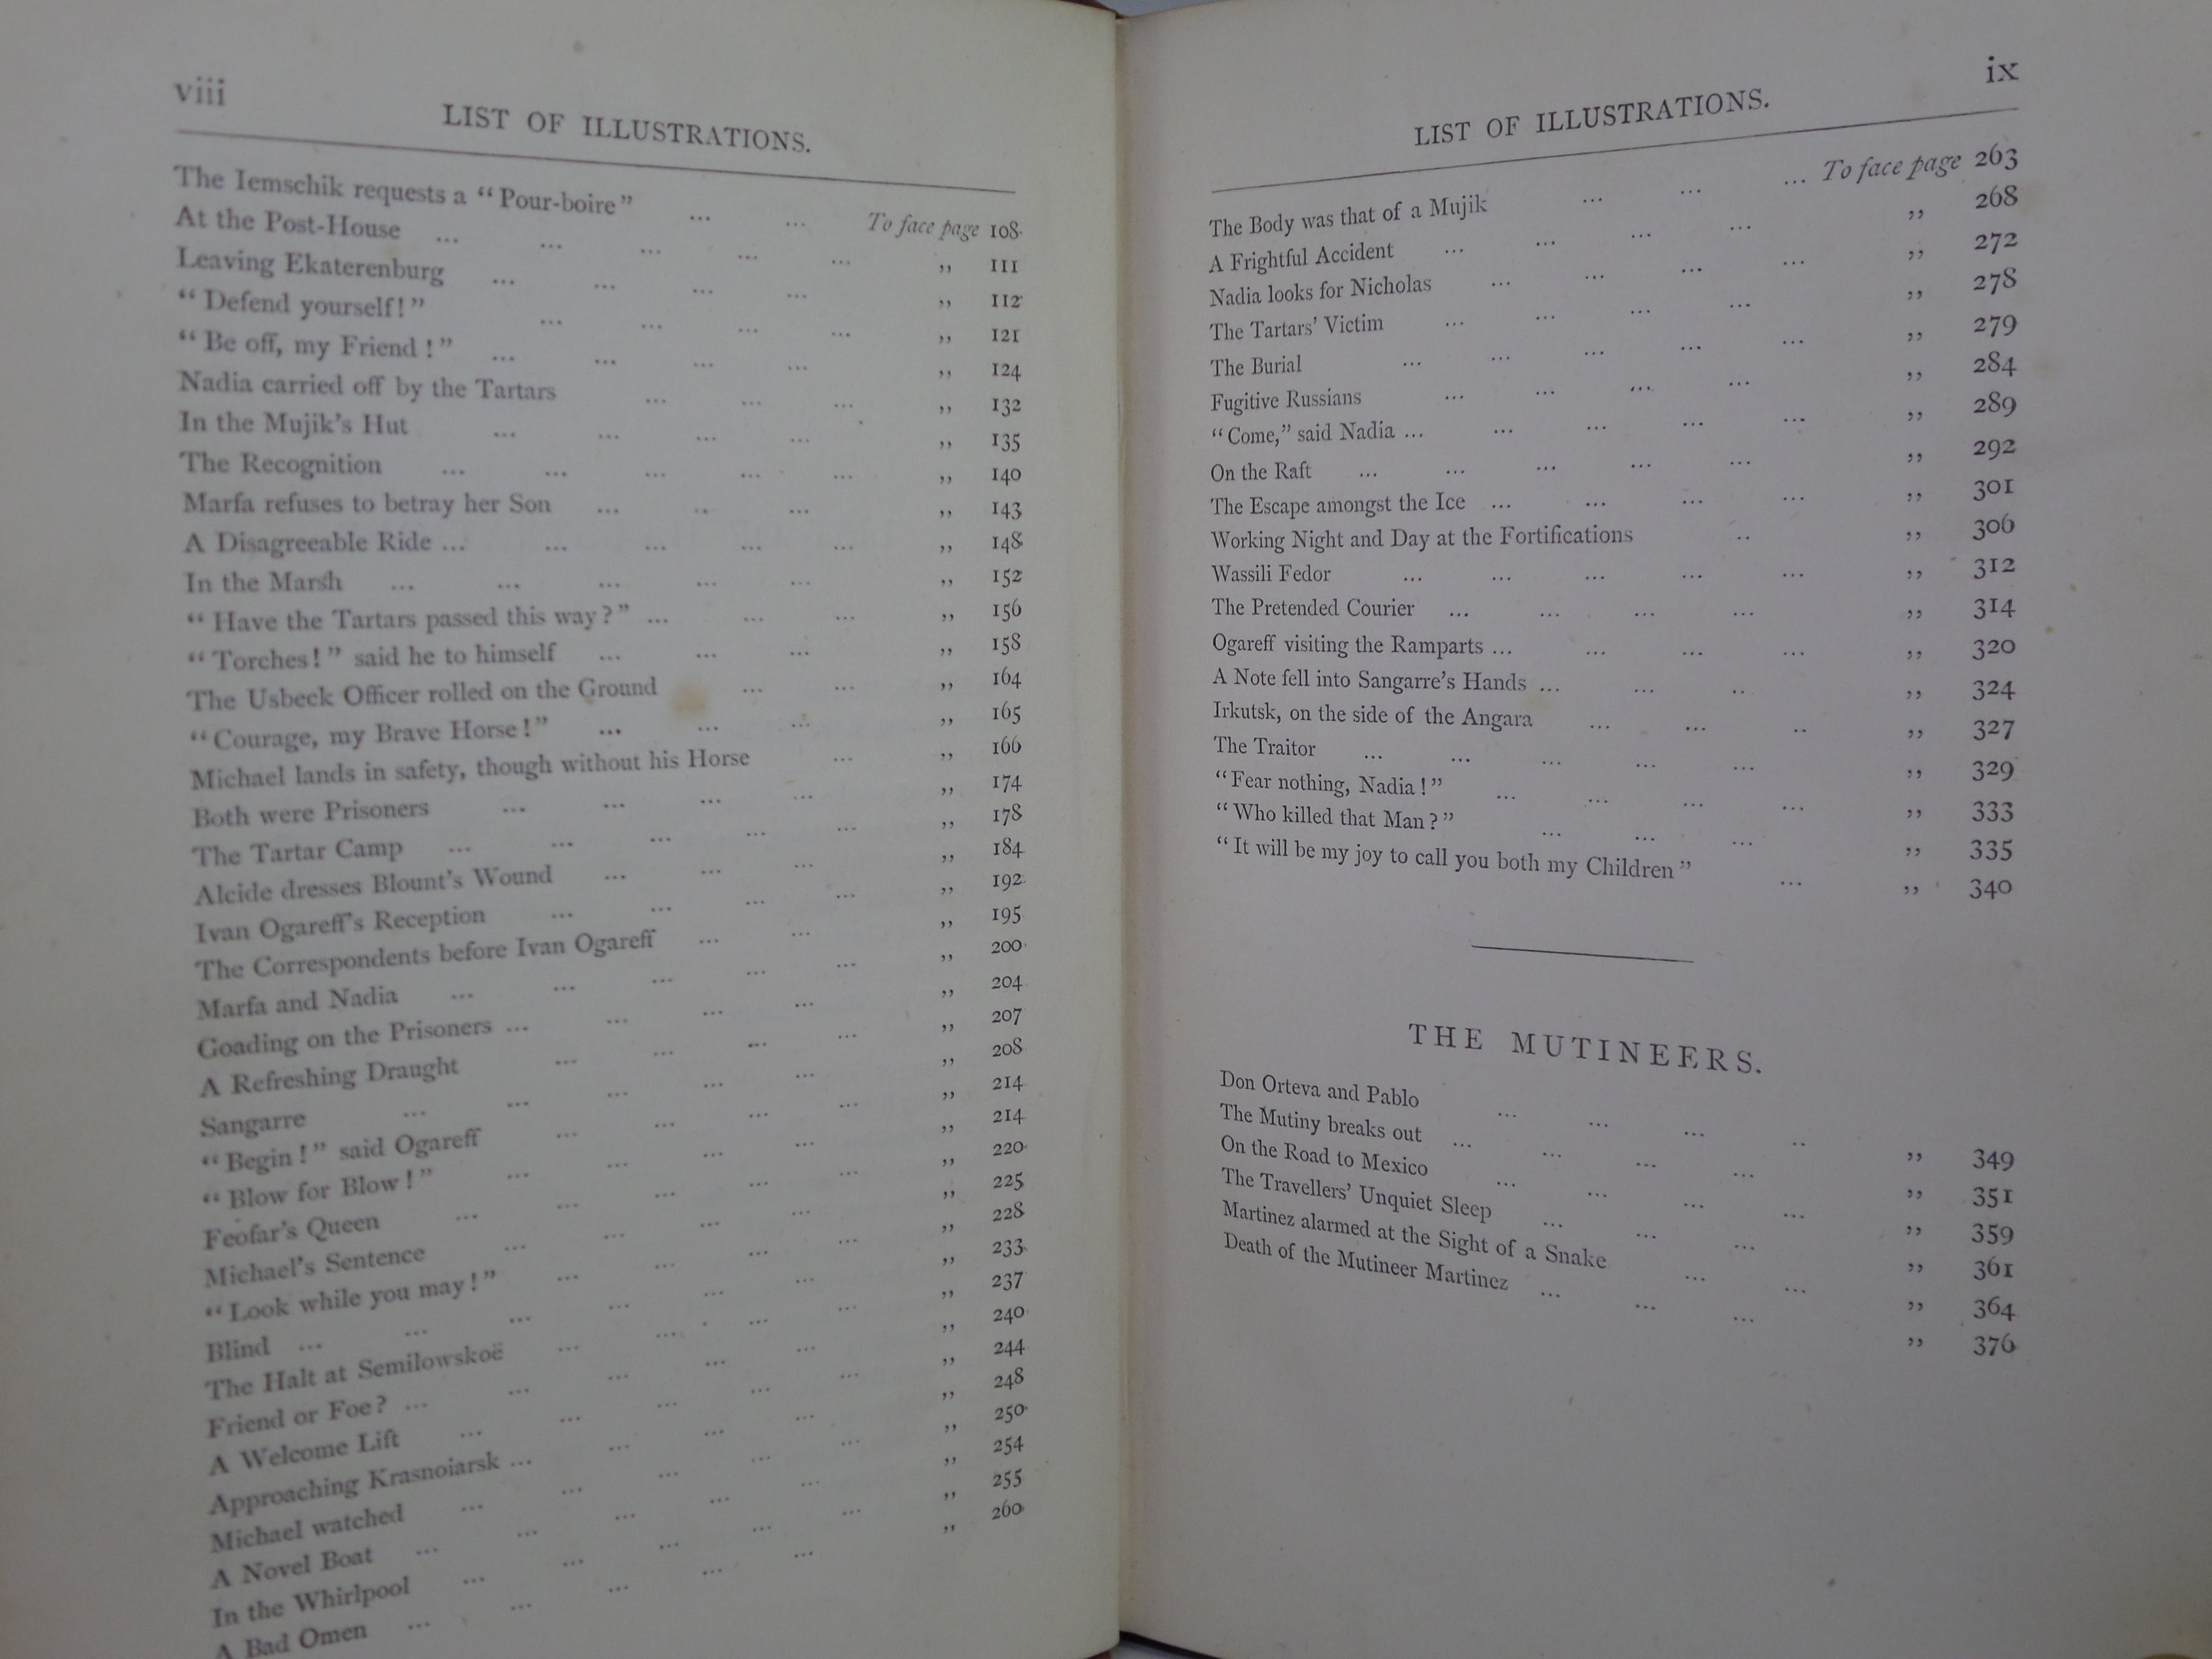 viii
LIST OF ILLUSTRATIONS.
The Iemschik requests a “Pour-boire” ... ... To face page 108
At the Post-House ... ... ... ... ... ,, 111
Leaving Ekaterenburg ... ... ... ... ,, 112
“Defend yourself!” ... ... ... ... ,, 121
“Be off, my Friend!” ... ... ... ... ,, 124
Nadia carried off by the Tartars ... ... ... ,, 132
In the Mujik’s Hut ... ... ... ... ,, 135
The Recognition ... ... ... ... ... ,, 140
Marfa refuses to betray her Son ... ... ... ,, 143
A Disagreeable Ride ... ... ... ... ... ,, 148
In the Marsh ... ... ... ... ... ,, 152
“Have the Tartars passed this way?” ... ... ... ,, 156
“Torches!” said he to himself ... ... ... ,, 158
The Usbeck Officer rolled on the Ground ... ... ,, 164
“Courage, my Brave Horse!” ... ... ... ,, 165
Michael lands in safety, though without his Horse ... ,, 166
Both were Prisoners ... ... ... ... ,, 174
The Tartar Camp ... ... ... ... ... ,, 178
Alcide dresses Blount’s Wound ... ... ... ,, 184
Ivan Ogareff’s Reception ... ... ... ... ,, 192
The Correspondents before Ivan Ogareff ... ... ,, 195
Marfa and Nadia ... ... ... ... ... ,, 200
Goading on the Prisoners ... ... ... ... ,, 204
A Refreshing Draught ... ... ... ... ,, 207
Sangarre ... ... ... ... ... ,, 208
“Begin!” said Ogareff ... ... ... ... ,, 214
“Blow for Blow!” ... ... ... ... ,, 214
Feofar’s Queen ... ... ... ... ... ,, 220
Michael’s Sentence ... ... ... ... ,, 225
“Look while you may!” ... ... ... ... ,, 228
Blind ... ... ... ... ... ... ,, 233
The Halt at Semilowskoë ... ... ... ... ,, 237
Friend or Foe? ... ... ... ... ... ,, 240
A Welcome Lift ... ... ... ... ... ,, 244
Approaching Krasnoiarsk ... ... ... ... ,, 248
Michael watched ... ... ... ... ... ,, 250
A Novel Boat ... ... ... ... ... ,, 254
In the Whirlpool ... ... ... ... ... ,, 255
A Bad Omen ... ... ... ... ... ,, 260
ix
LIST OF ILLUSTRATIONS.
The Body was that of a Mujik ... ... ... To face page 263
A Frightful Accident ... ... ... ... ,, 268
Nadia looks for Nicholas ... ... ... ... ,, 272
The Tartars’ Victim ... ... ... ... ,, 278
The Burial ... ... ... ... ... ,, 279
Fugitive Russians ... ... ... ... ,, 284
“Come,” said Nadia ... ... ... ... ... ,, 289
On the Raft ... ... ... ... ... ,, 292
The Escape amongst the Ice ... ... ... ... ,, 301
Working Night and Day at the Fortifications .. ,, 306
Wassili Fedor ... ... ... ... ... ,, 312
The Pretended Courier ... ... ... ... ,, 314
Ogareff visiting the Ramparts ... ... ... ... ,, 320
A Note fell into Sangarre’s Hands ... ... .. ,, 324
Irkutsk, on the side of the Angara ... ... .. ,, 327
The Traitor ... ... ... ... ... ,, 329
“Fear nothing, Nadia!” ... ... ... ... ,, 333
“Who killed that Man?” ... ... ... ,, 335
“It will be my joy to call you both my Children” ... ,, 340
THE MUTINEERS.
Don Orteva and Pablo ... ... ... .. ,, 349
The Mutiny breaks out ... ... ... ... ,, 351
On the Road to Mexico ... ... ... ... ,, 359
The Travellers’ Unquiet Sleep ... ... ... ,, 361
Martinez alarmed at the Sight of a Snake ... ... ,, 364
Death of the Mutineer Martinez ... ... ... ,, 376